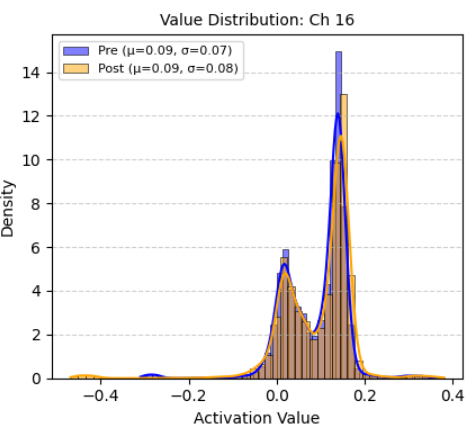 Value Distribution: Ch 16
Pre (μ=0.09, σ=0.07)
Post (μ=0.09, σ=0.08)
Density
14
12
10
8
6
4
2
0
−0.4 −0.2 0.0 0.2 0.4
Activation Value